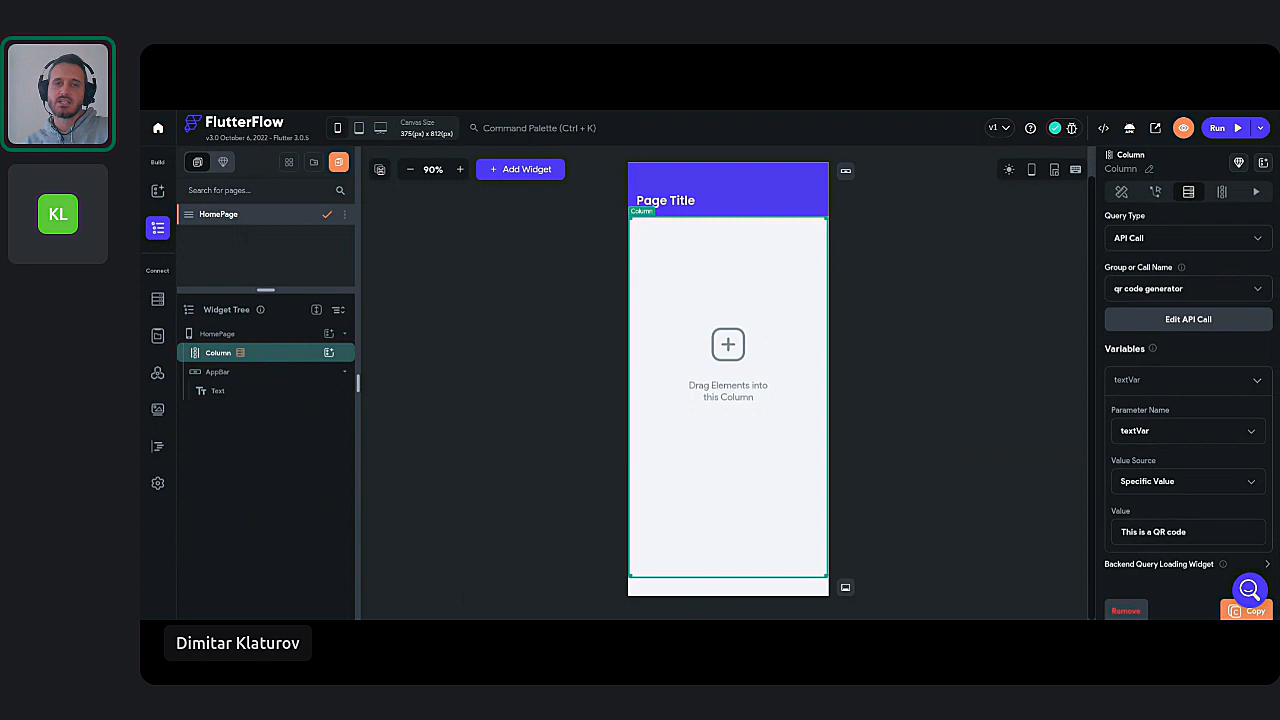 KL
FlutterFlow
v3.0 October 6, 2022 - Flutter 3.0.5
Canvas Size
375(px) x 812(px)
Command Palette (Ctrl + K)
v1
Run
Build
Search for pages...
HomePage
Connect
Widget Tree
HomePage
Column
AppBar
Tт Text
90%
+ Add Widget
Page Title
Column
Drag Elements into
this Column
Column
Column
Query Type
API Call
Group or Call Name
qr code generator
Edit API Call
Variables
textVar
Parameter Name
textVar
Value Source
Specific Value
Value
This is a QR code
Backend Query Loading Widget
Remove
Copy
Dimitar Klaturov